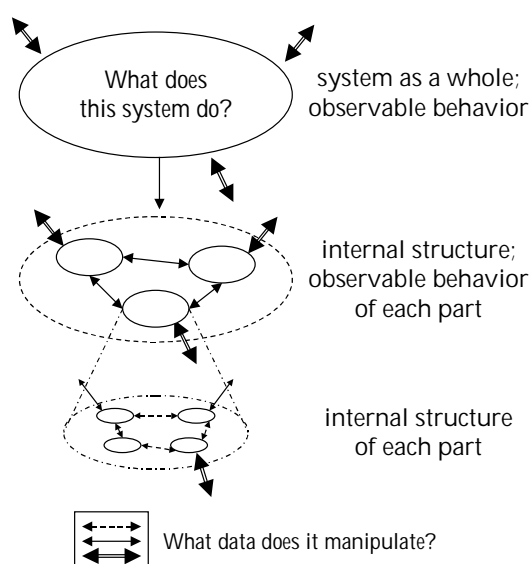 What does
this system do?
system as a whole;
observable behavior
internal structure;
observable behavior
of each part
internal structure
of each part
What data does it manipulate?